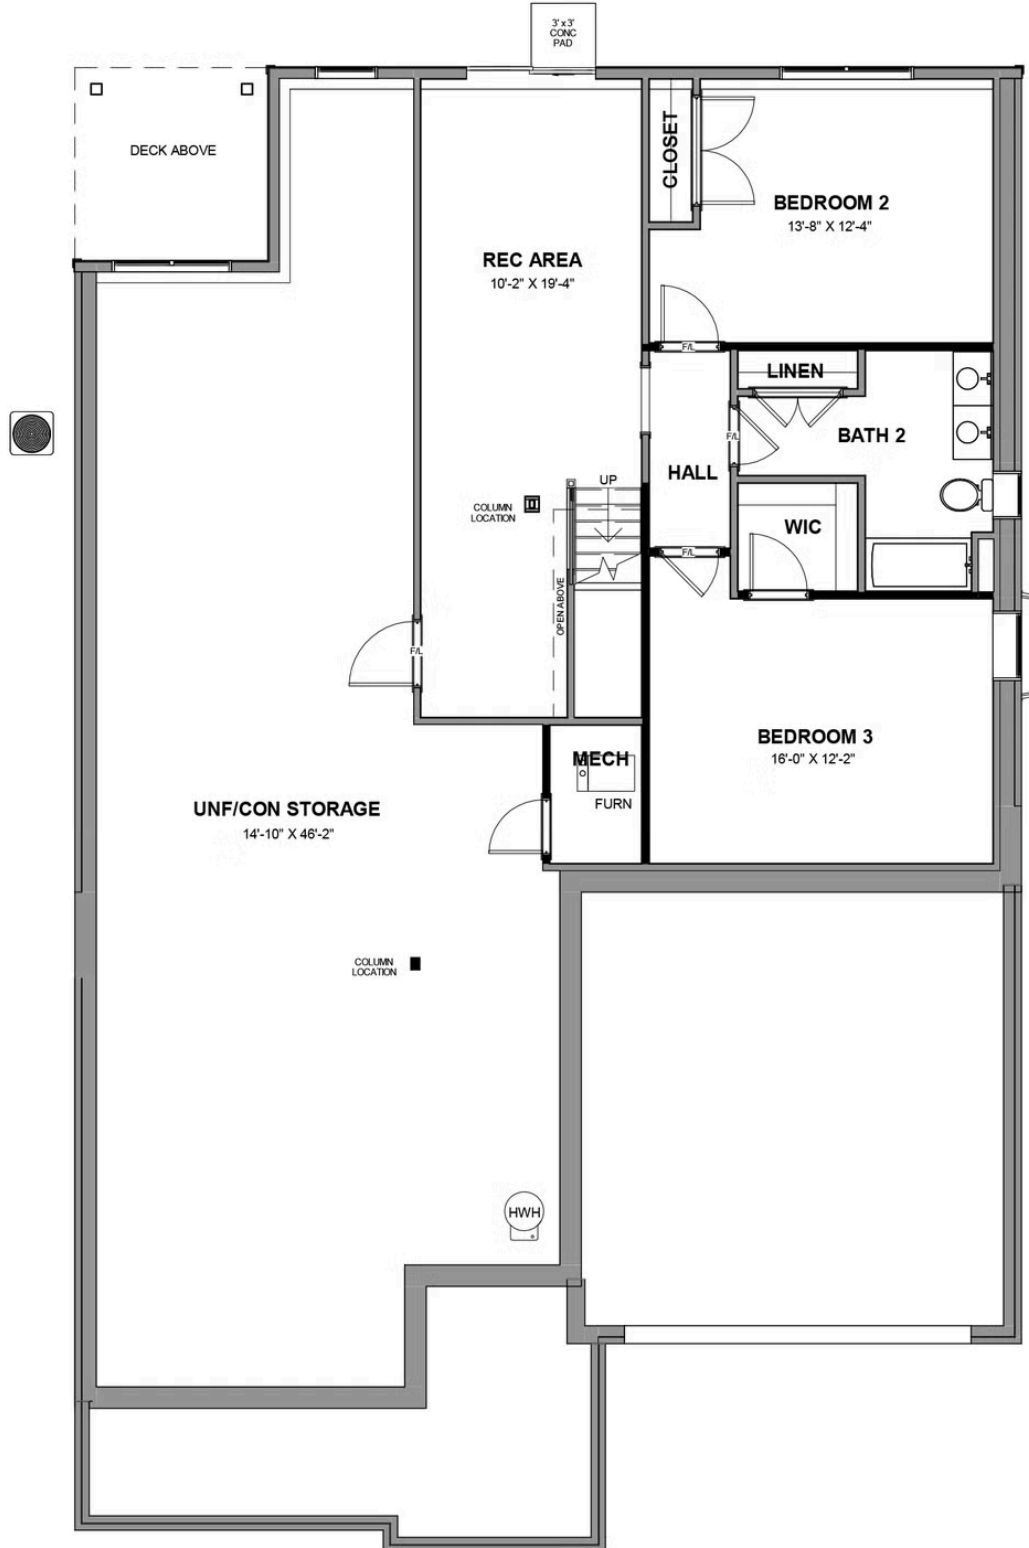 3' x 3'
CONC
PAD
DECK ABOVE
CLOSET
BEDROOM 2
13'-8" X 12'-4"
REC AREA
10'-2" X 19'-4"
F/L
LINEN
F/L
BATH 2
HALL
UP
COLUMN
LOCATION
WIC
F/L
OPEN ABOVE
F/L
BEDROOM 3
16'-0" X 12'-2"
MECH
FURN
UNF/CON STORAGE
14'-10" X 46'-2"
COLUMN
LOCATION
HWH